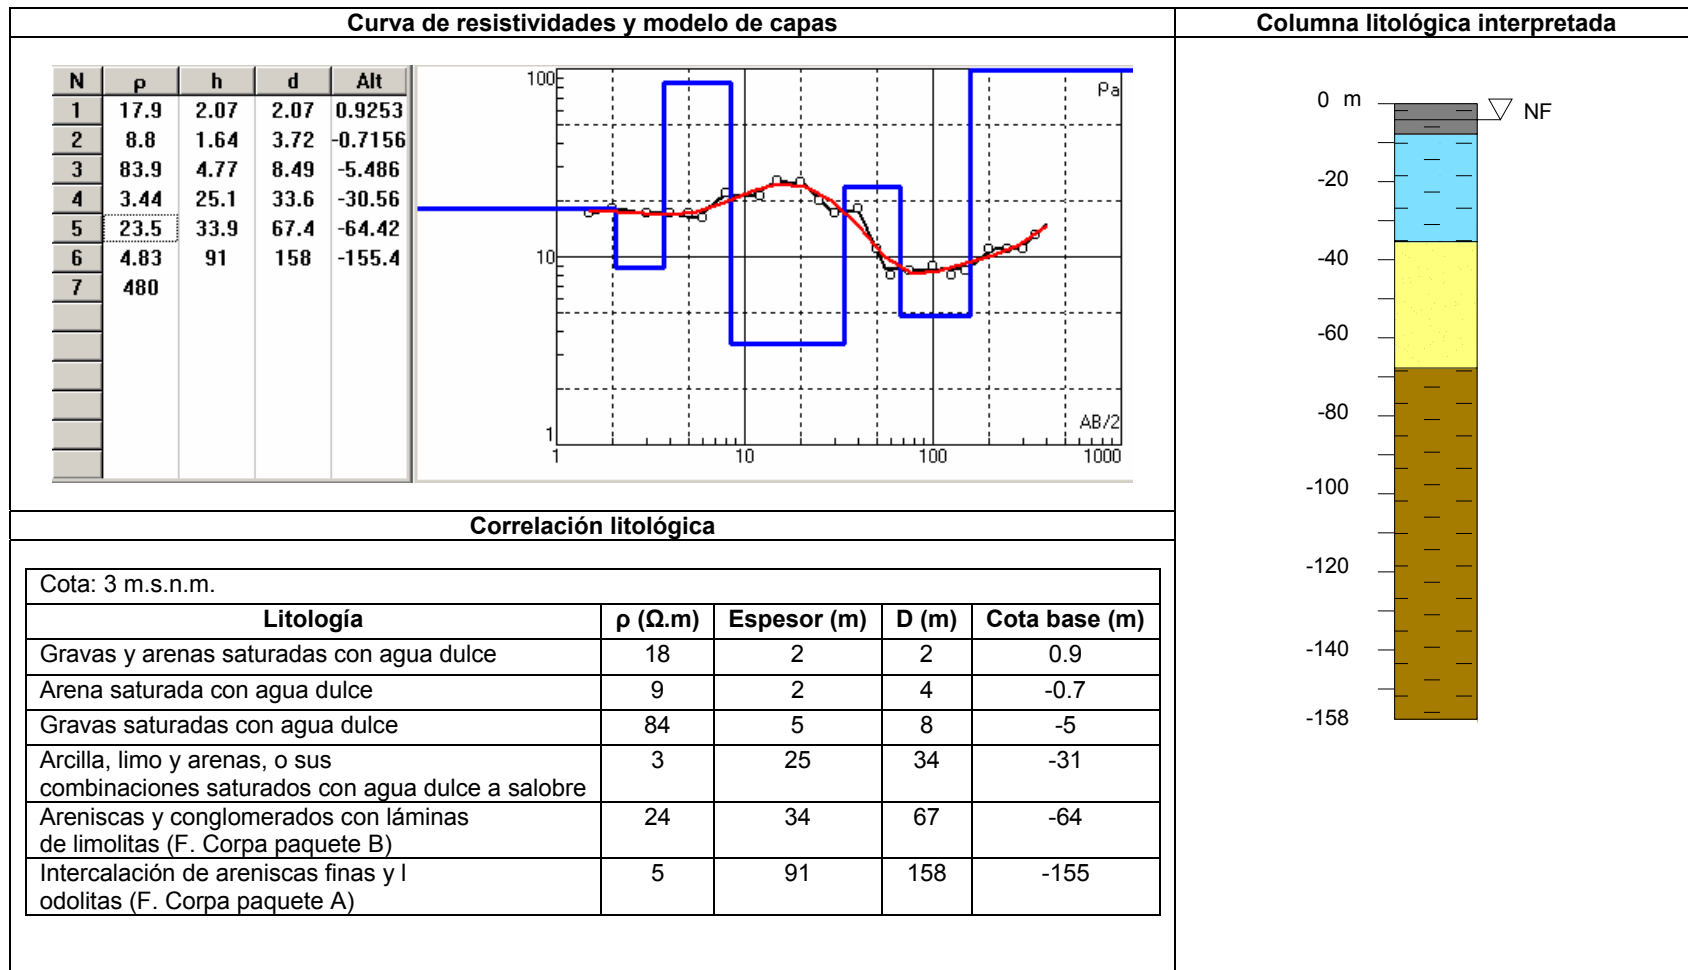 Curva de resistividades y modelo de capas
Columna litológica interpretada
N ρ h d Alt
1 17.9 2.07 2.07 0.9253
2 8.8 1.64 3.72 -0.7156
3 83.9 4.77 8.49 -5.486
4 3.44 25.1 33.6 -30.56
5 23.5 33.9 67.4 -64.42
6 4.83 91 158 -155.4
7 480
100
10
1
1 10 100 1000
Pa
AB/2
0 m
NF
-20
-40
-60
-80
-100
-120
-140
-158
Correlación litológica
Cota: 3 m.s.n.m.
Litología ρ (Ω.m) Espesor (m) D (m) Cota base (m)
Gravas y arenas saturadas con agua dulce 18 2 2 0.9
Arena saturada con agua dulce 9 2 4 -0.7
Gravas saturadas con agua dulce 84 5 8 -5
Arcilla, limo y arenas, o sus 3 25 34 -31
combinaciones saturados con agua dulce a salobre
Areniscas y conglomerados con láminas 24 34 67 -64
de limolitas (F. Corpa paquete B)
Intercalación de areniscas finas y l 5 91 158 -155
odolitas (F. Corpa paquete A)